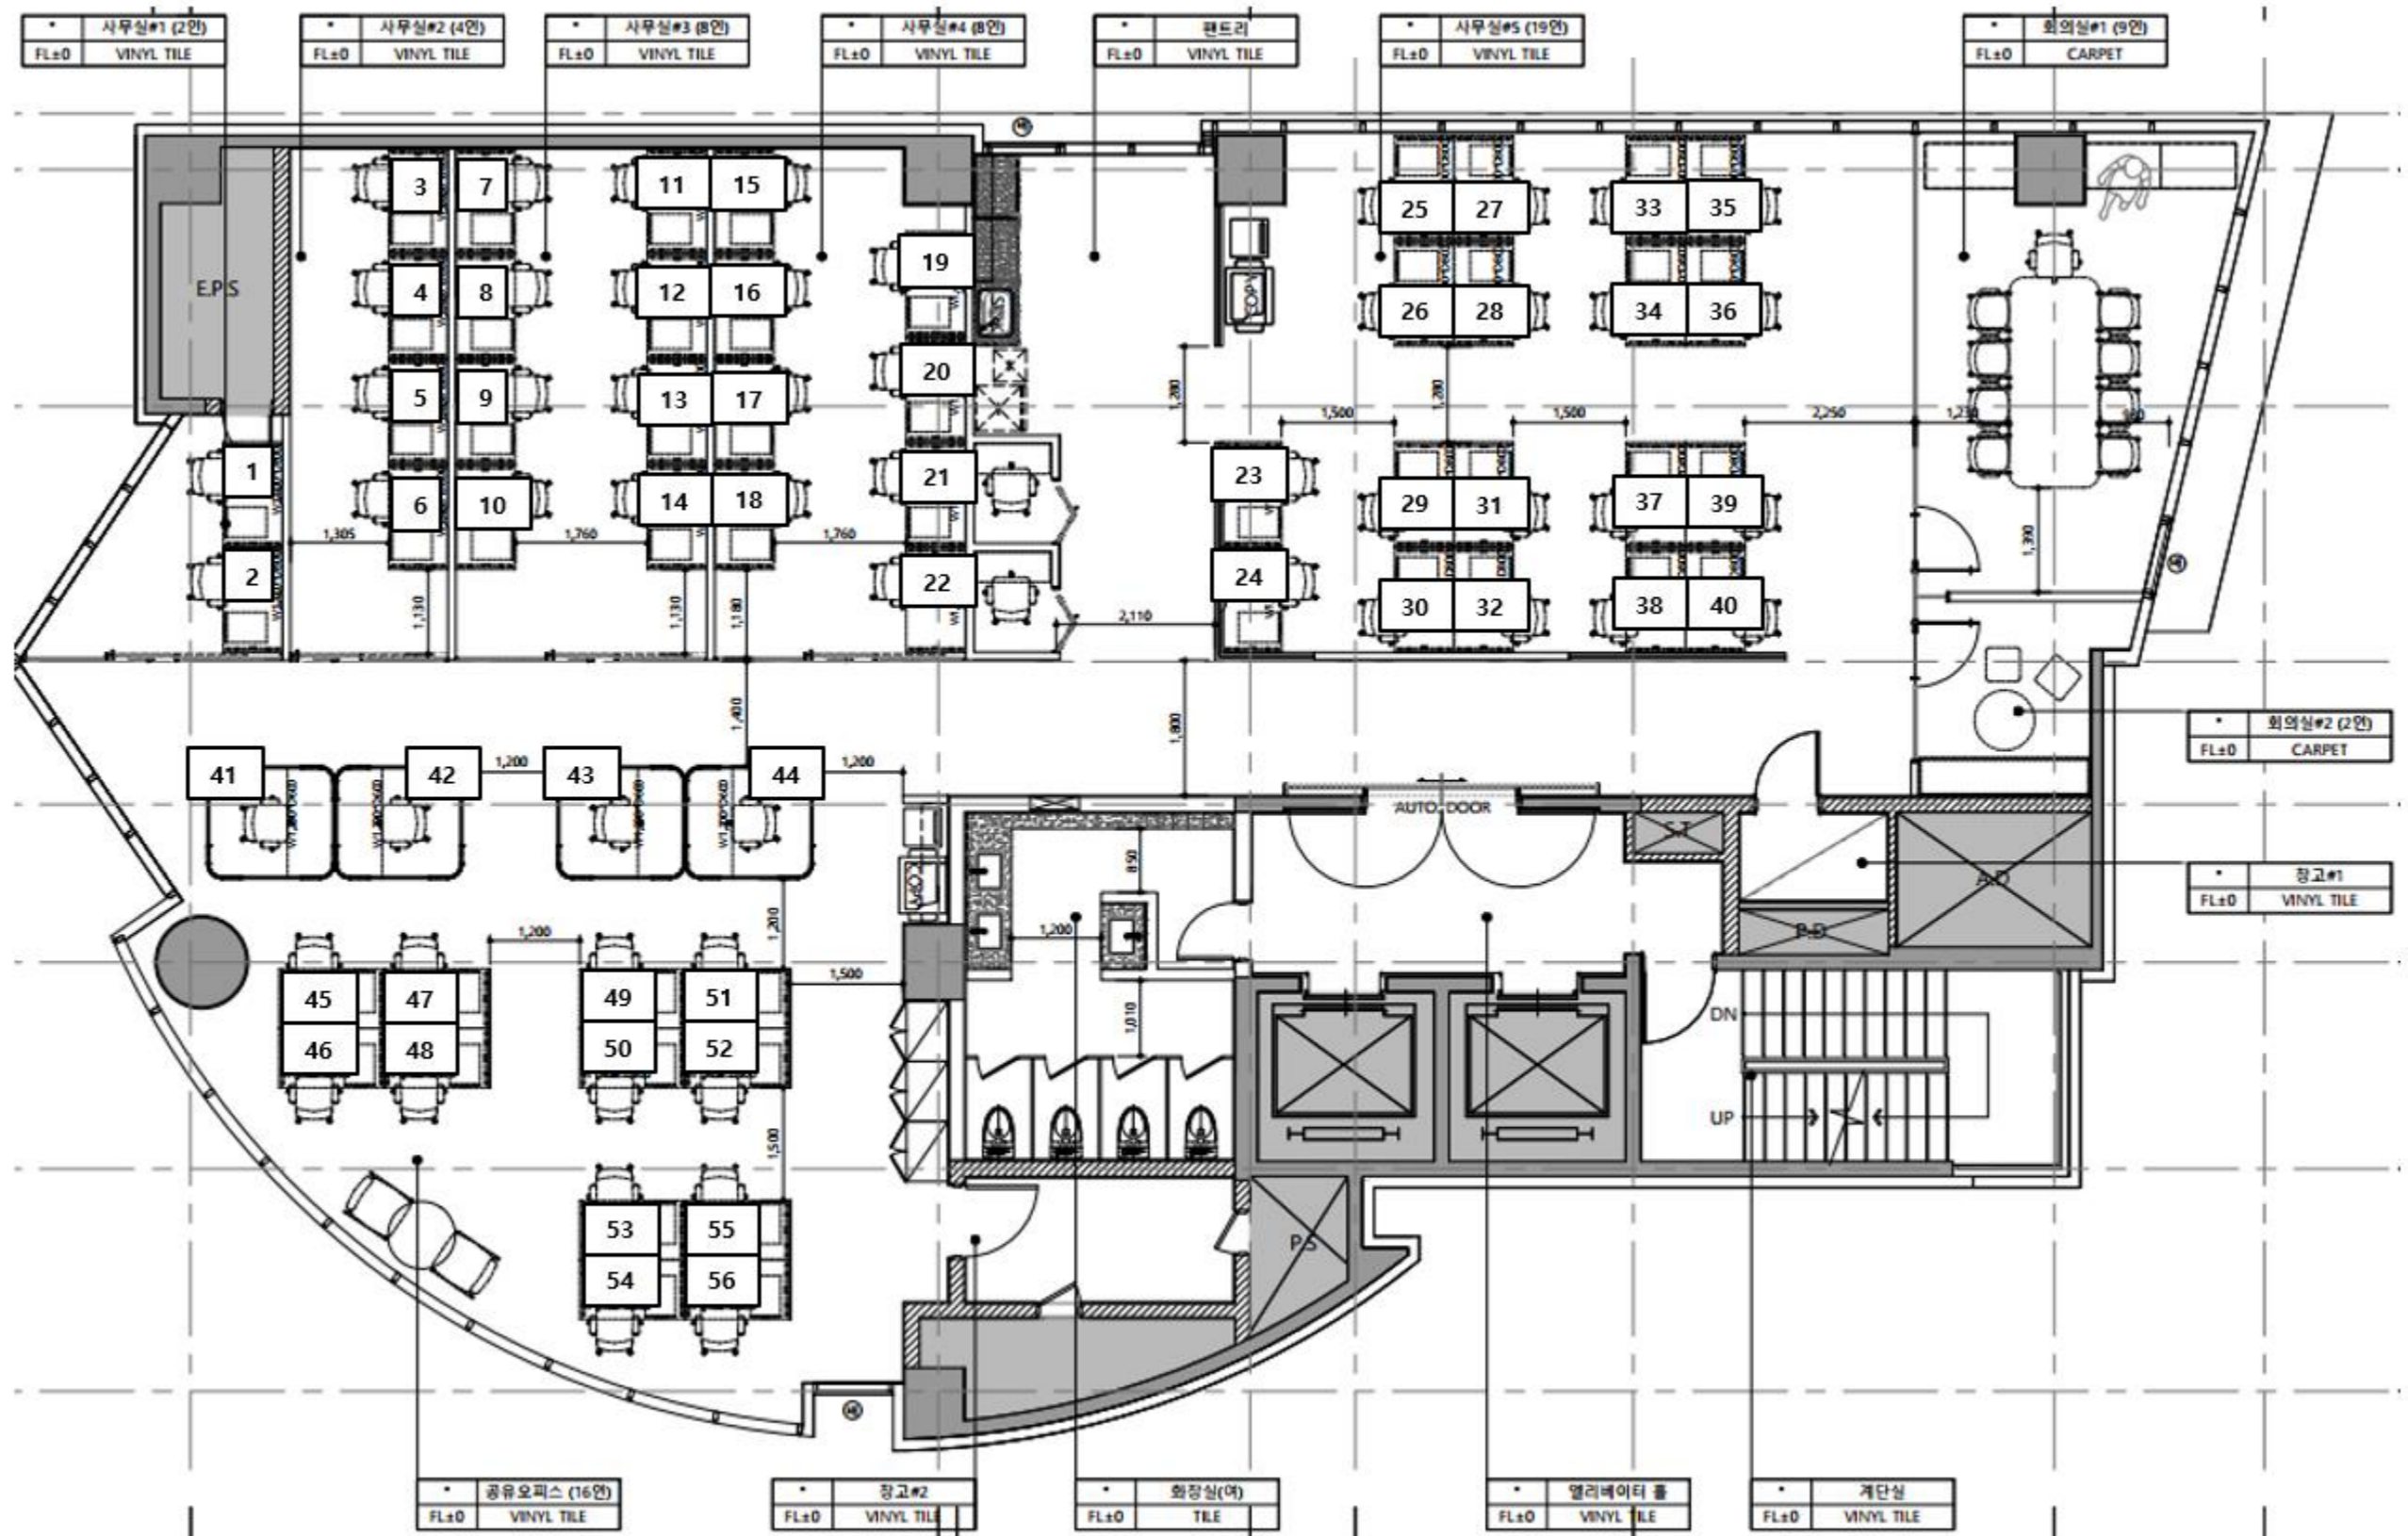 * 사무실#1 (2인)
FL±0 VINYL TILE
* 사무실#2 (4인)
FL±0 VINYL TILE
* 사무실#3 (8인)
FL±0 VINYL TILE
* 사무실#4 (8인)
FL±0 VINYL TILE
* 팬트리
FL±0 VINYL TILE
* 사무실#5 (19인)
FL±0 VINYL TILE
* 회의실#1 (9인)
FL±0 CARPET
3 7 11 15
25 27 33 35
19
E.P.S
4 8 12 16
COPY
26 28 34 36
20
5 9 13 17
1,280
1,280
1,500
1,500
2,250
1
21
23
6 10 14 18
29 31 37 39
1,305
1,760
1,760
1,390
2
22
24
30 32 38 40
1,130
1,130
1,180
2,110
1,400
1,800
* 회의실#2 (2인)
FL±0 CARPET
41 42 43 44
1,200
1,200
1,200
AUTO DOOR
S.T
COPY
850
A.D
* 창고#1
FL±0 VINYL TILE
1,200
1,200
1,200
P.D
1,500
45 47 49 51
46 48 50 52
1,010
DN
UP
1,500
53 55
54 56
P.S
* 공유오피스 (16인)
FL±0 VINYL TILE
* 창고#2
FL±0 VINYL TILE
* 화장실(여)
FL±0 TILE
* 엘리베이터 홀
FL±0 VINYL TILE
* 계단실
FL±0 VINYL TILE